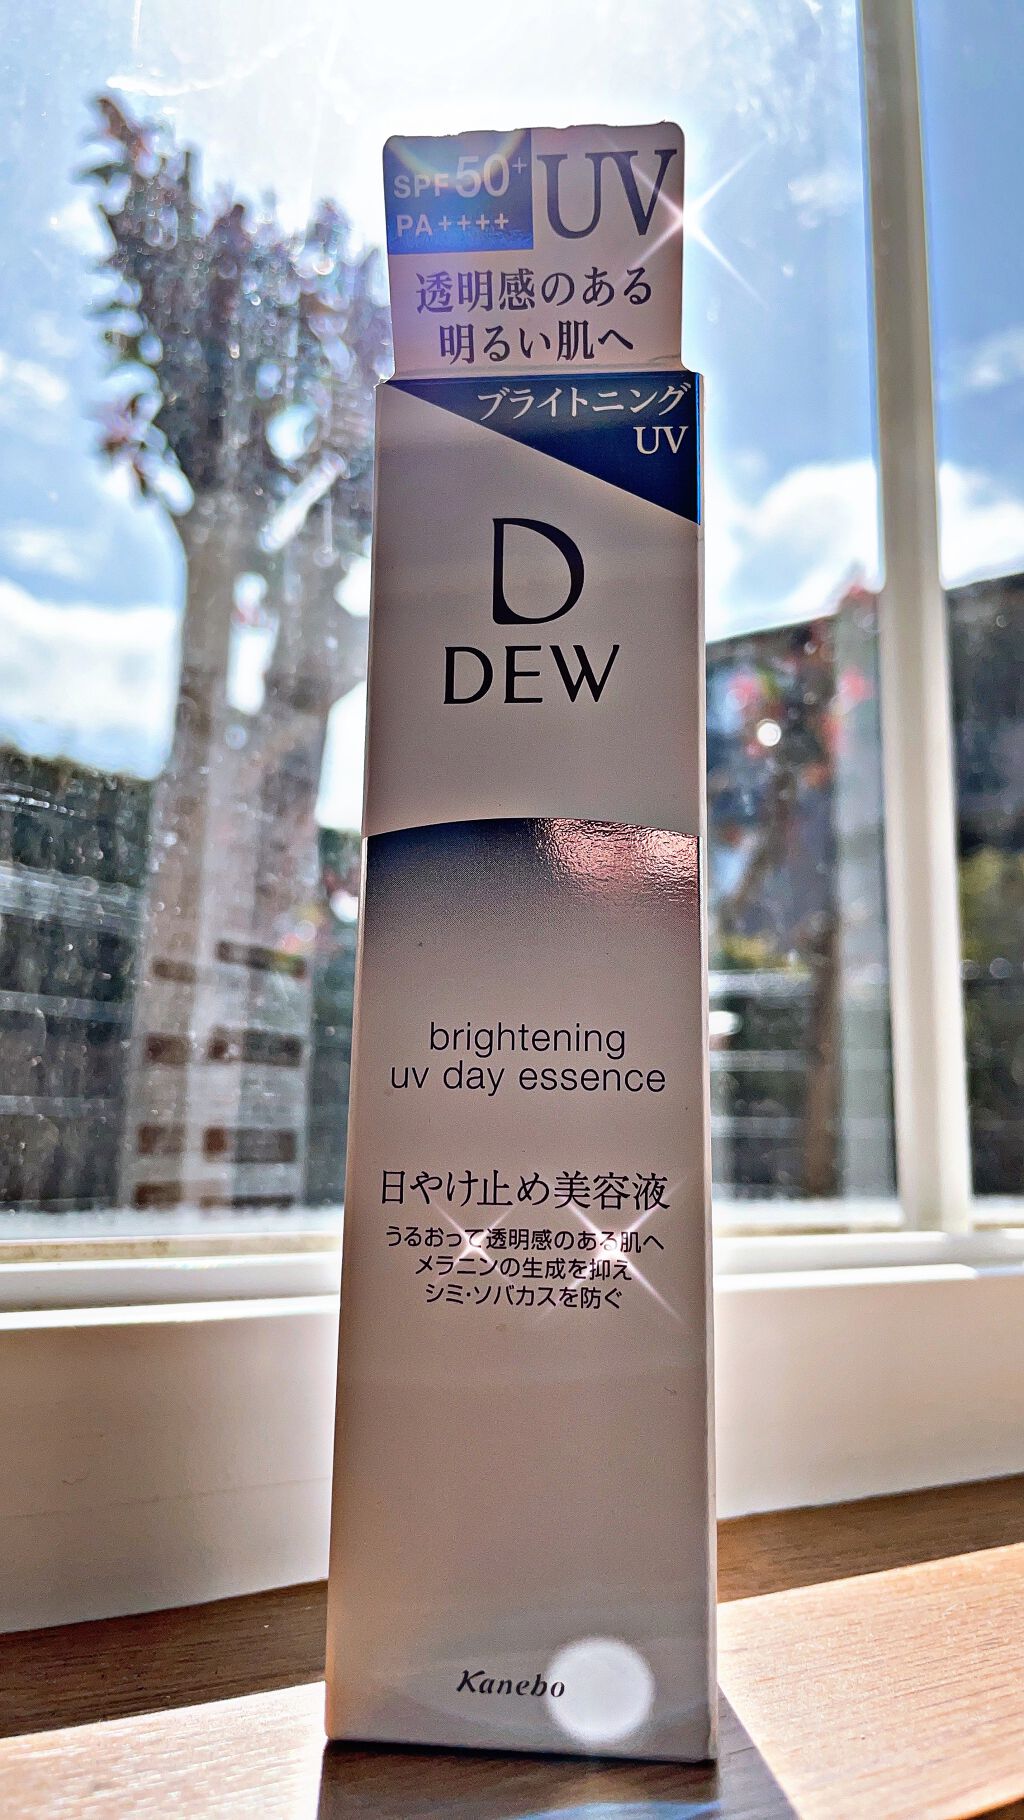 SPF50+
PA++++
UV
透明感のある
明るい肌へ
ブライトニング
UV
D
DEW
brightening
uv day essence
日やけ止め美容液
うるおって透明感のある肌へ
メラニンの生成を抑え
シミ・ソバカスを防ぐ
Kanebo